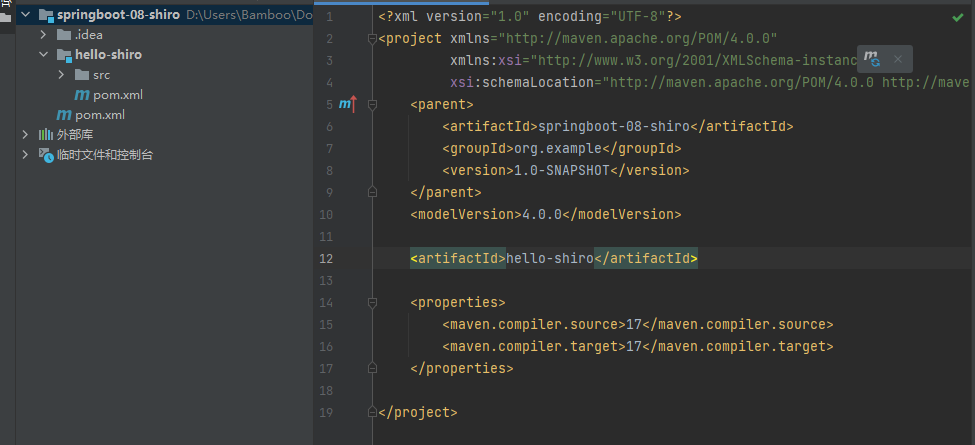 springboot-08-shiro D:\Users\Bamboo\Do
.idea
hello-shiro
src
pom.xml
pom.xml
外部库
临时文件和控制台
1 <?xml version="1.0" encoding="UTF-8"?>
2 <project xmlns="http://maven.apache.org/POM/4.0.0"
3 xmlns:xsi="http://www.w3.org/2001/XMLSchema-instanc
4 xsi:schemaLocation="http://maven.apache.org/POM/4.0.0 http://mave
5 <parent>
6 <artifactId>springboot-08-shiro</artifactId>
7 <groupId>org.example</groupId>
8 <version>1.0-SNAPSHOT</version>
9 </parent>
10 <modelVersion>4.0.0</modelVersion>
11
12 <artifactId>hello-shiro</artifactId>
13
14 <properties>
15 <maven.compiler.source>17</maven.compiler.source>
16 <maven.compiler.target>17</maven.compiler.target>
17 </properties>
18
19 </project>